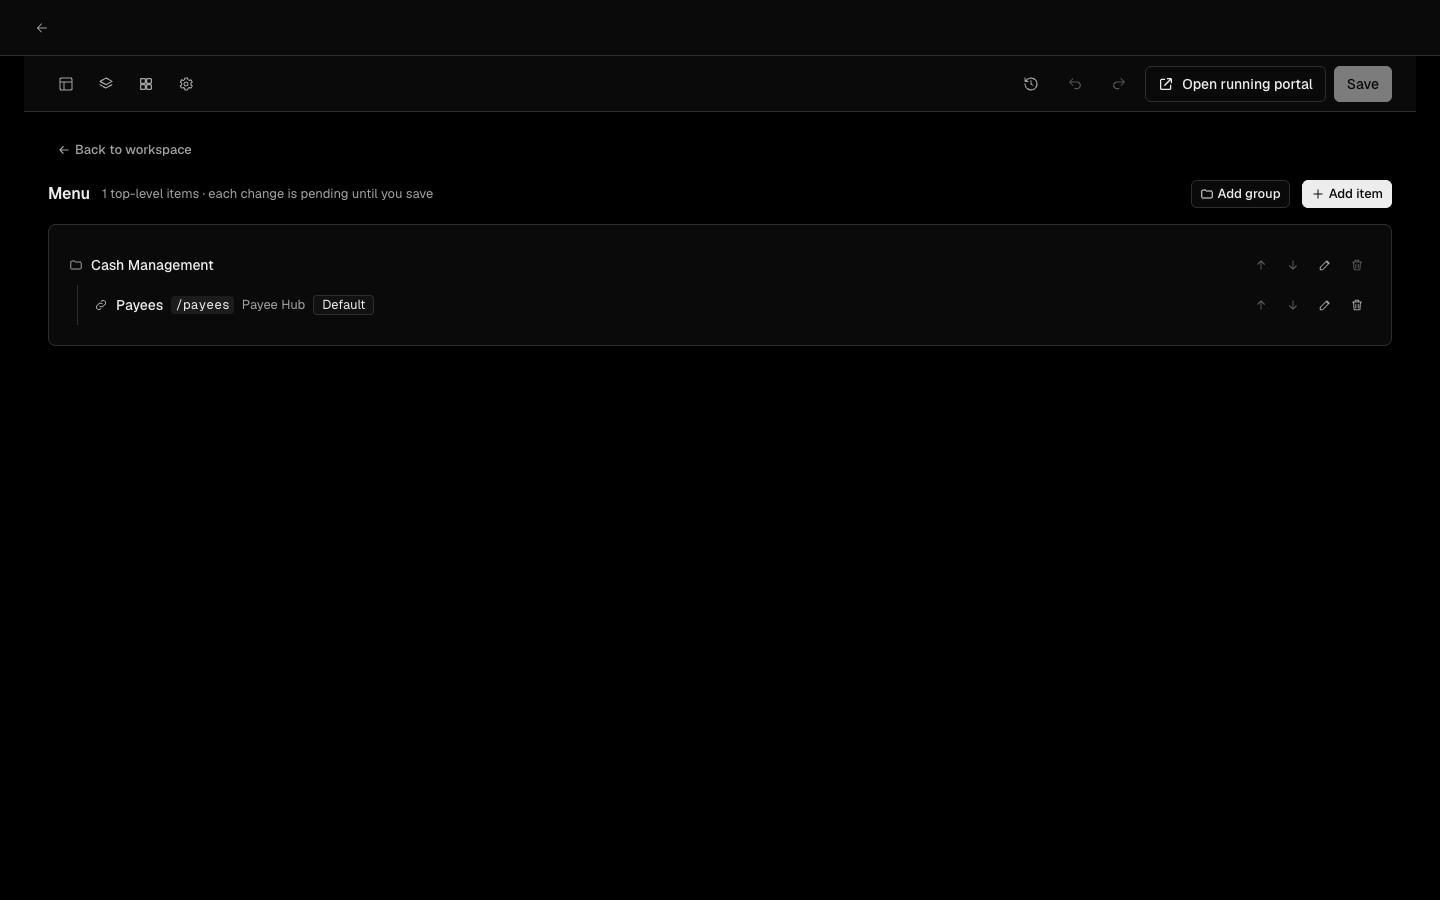 Open running portal
Save
Back to workspace
Menu 1 top-level items · each change is pending until you save
Add group
Add item
Cash Management
Payees /payees Payee Hub Default